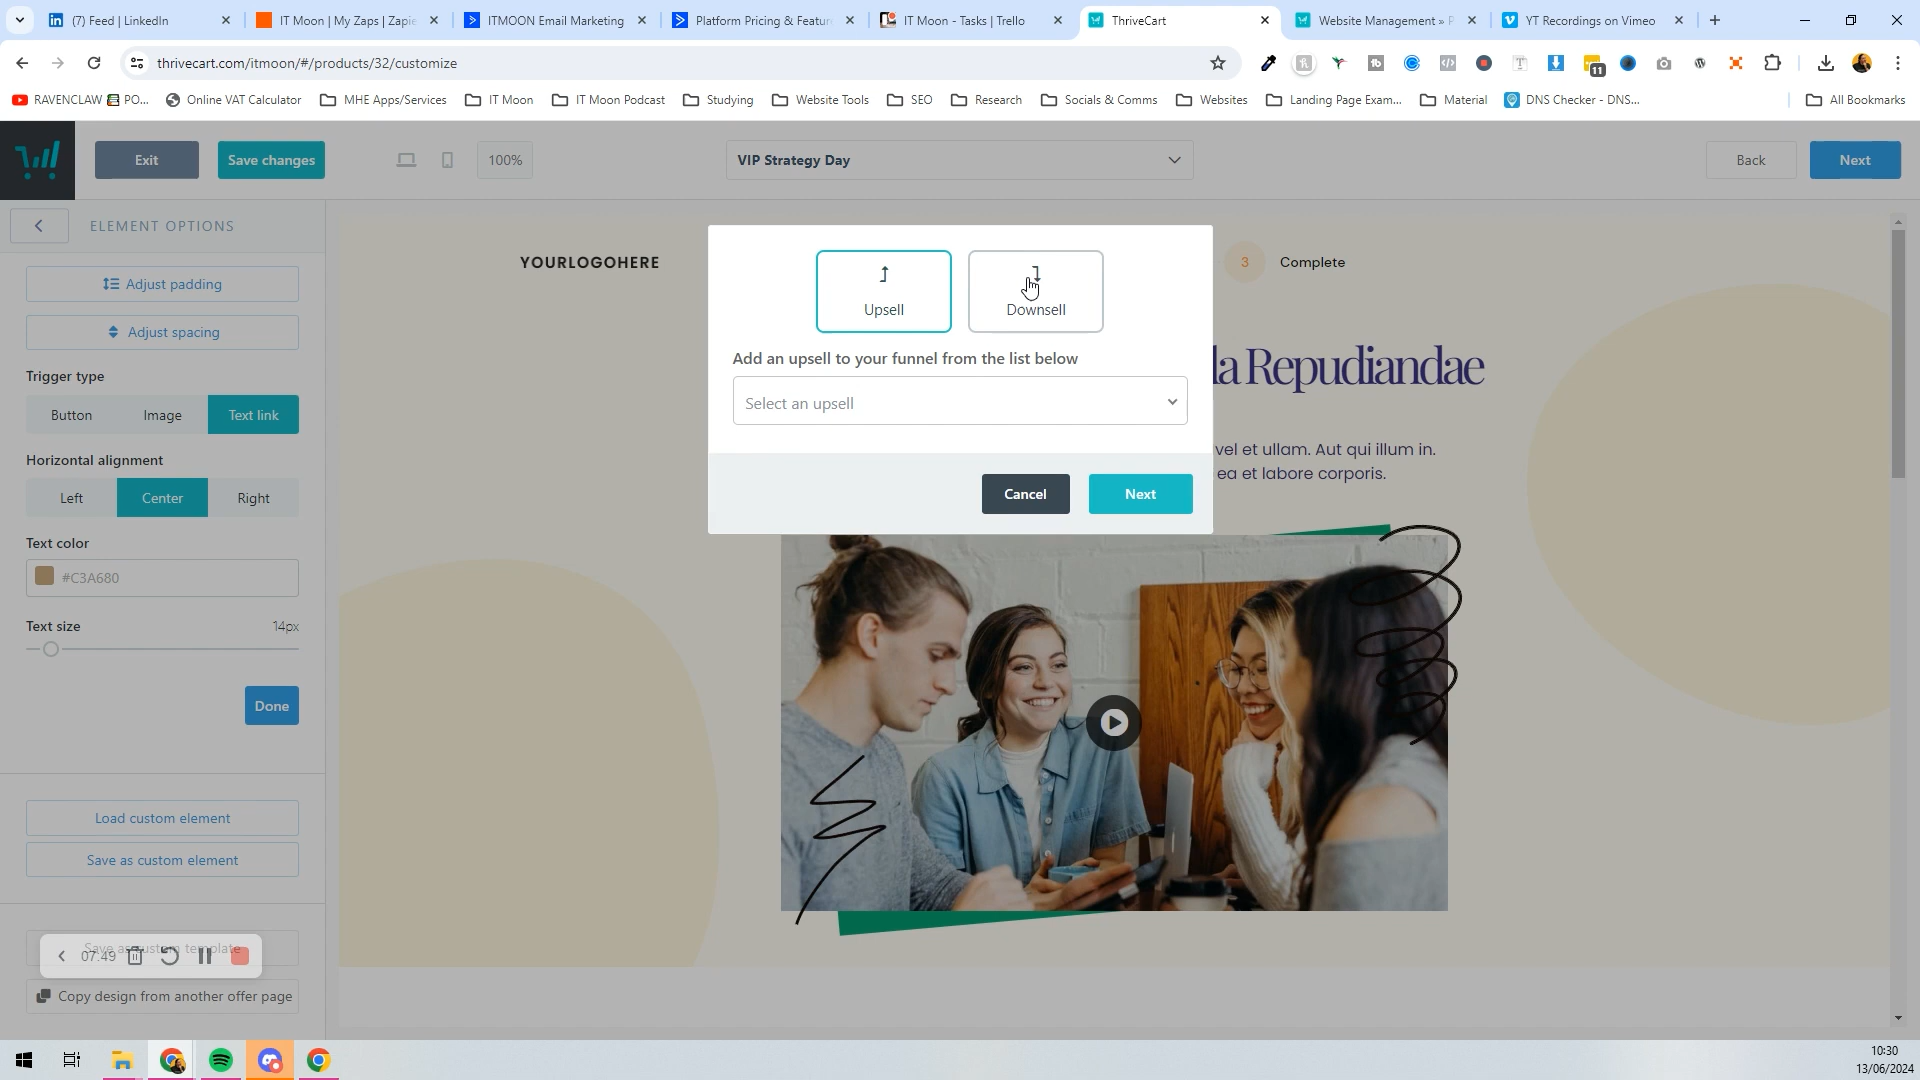 (7) Feed | LinkedIn
IT Moon | My Zaps | Zapie
ITMOON Email Marketing
Platform Pricing & Featur
IT Moon - Tasks | Trello
ThriveCart
Website Management » F
YT Recordings on Vimeo
thrivecart.com/itmoon/#/products/32/customize
11
RAVENCLAW
PO...
Online VAT Calculator
MHE Apps/Services
IT Moon
IT Moon Podcast
Studying
Website Tools
SEO
Research
Socials & Comms
Websites
Landing Page Exam...
Material
DNS Checker - DNS...
All Bookmarks
Exit
Save changes
100%
VIP Strategy Day
Back
Next
ELEMENT OPTIONS
Adjust padding
Adjust spacing
Trigger type
Button
Image
Text link
Horizontal alignment
Left
Center
Right
Text color
#C3A680
Text size
14px
Done
Load custom element
Save as custom element
Save as custom template
07:49
Copy design from another offer page
YOURLOGOHERE
3
Complete
Upsell
Downsell
Add an upsell to your funnel from the list below
Select an upsell
Cancel
Next
la Repudiandae
vel et ullam. Aut qui illum in.
ea et labore corporis.
10:30
13/06/2024